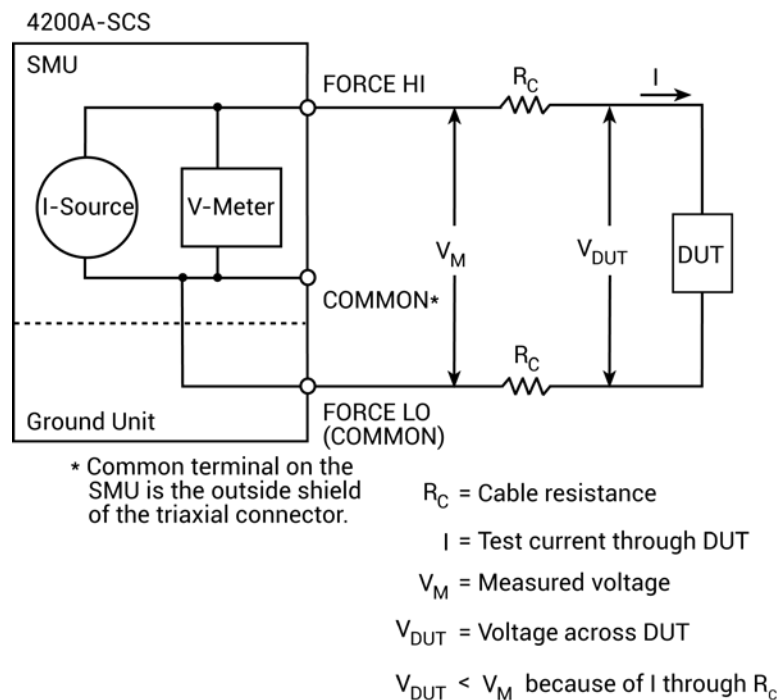 4200A-SCS
SMU
FORCE HI
R_C
I
I-Source
V-Meter
V_M
V_DUT
DUT
COMMON*
R_C
Ground Unit
FORCE LO
(COMMON)
* Common terminal on the
SMU is the outside shield
of the triaxial connector.
R_C = Cable resistance
I = Test current through DUT
V_M = Measured voltage
V_DUT = Voltage across DUT
V_DUT < V_M because of I through R_C